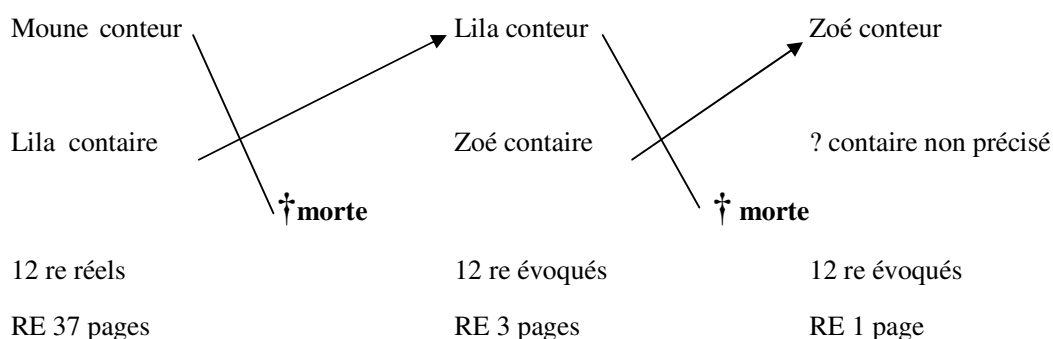 Moune conteur Lila conteur Zoé conteur
Lila contaire Zoé contaire ? contaire non précisé
†morte † morte
12 re réels 12 re évoqués 12 re évoqués
RE 37 pages RE 3 pages RE 1 page